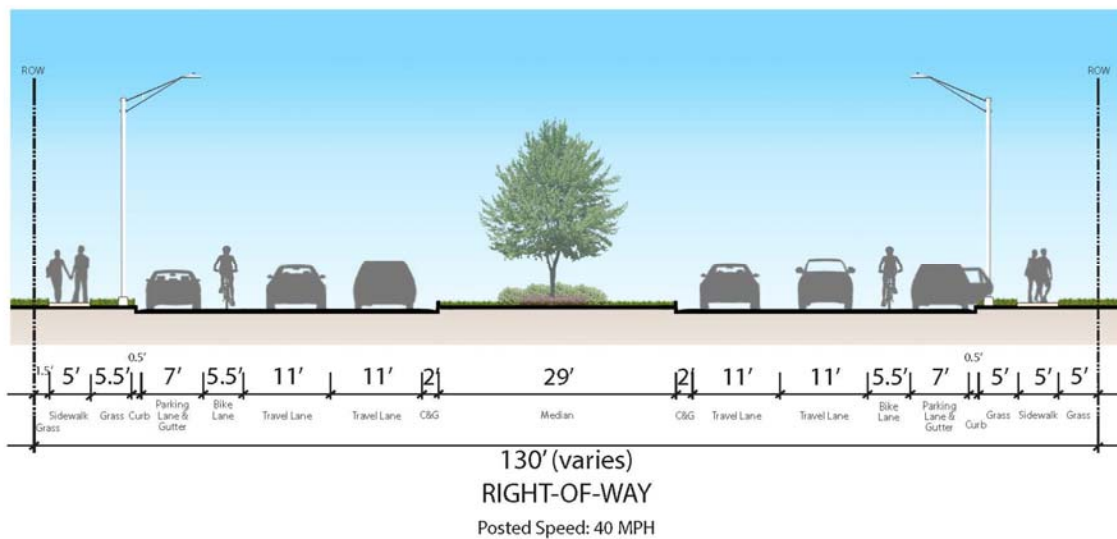 ROW ROW
0.5' 0.5'
1.5' 5' 5.5' 7' 5.5' 11' 11' 2' 29' 2' 11' 11' 5.5' 7' 5' 5' 5'
Grass Sidewalk Grass Curb Parking Lane & Gutter Bike Lane Travel Lane Travel Lane C&G Median C&G Travel Lane Travel Lane Bike Lane Parking Lane & Gutter Curb Grass Sidewalk Grass
130' (varies)
RIGHT-OF-WAY
Posted Speed: 40 MPH